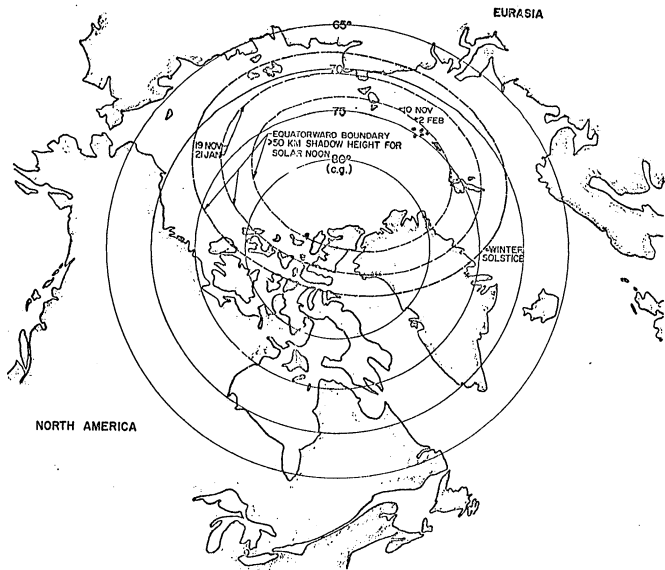 EURASIA
65°
70
75
10 NOV
2 FEB
19 NOV
21 JAN
EQUATORWARD BOUNDARY
>50 KM SHADOW HEIGHT FOR
SOLAR NOON
80°
(c.g.)
WINTER
SOLSTICE
NORTH AMERICA